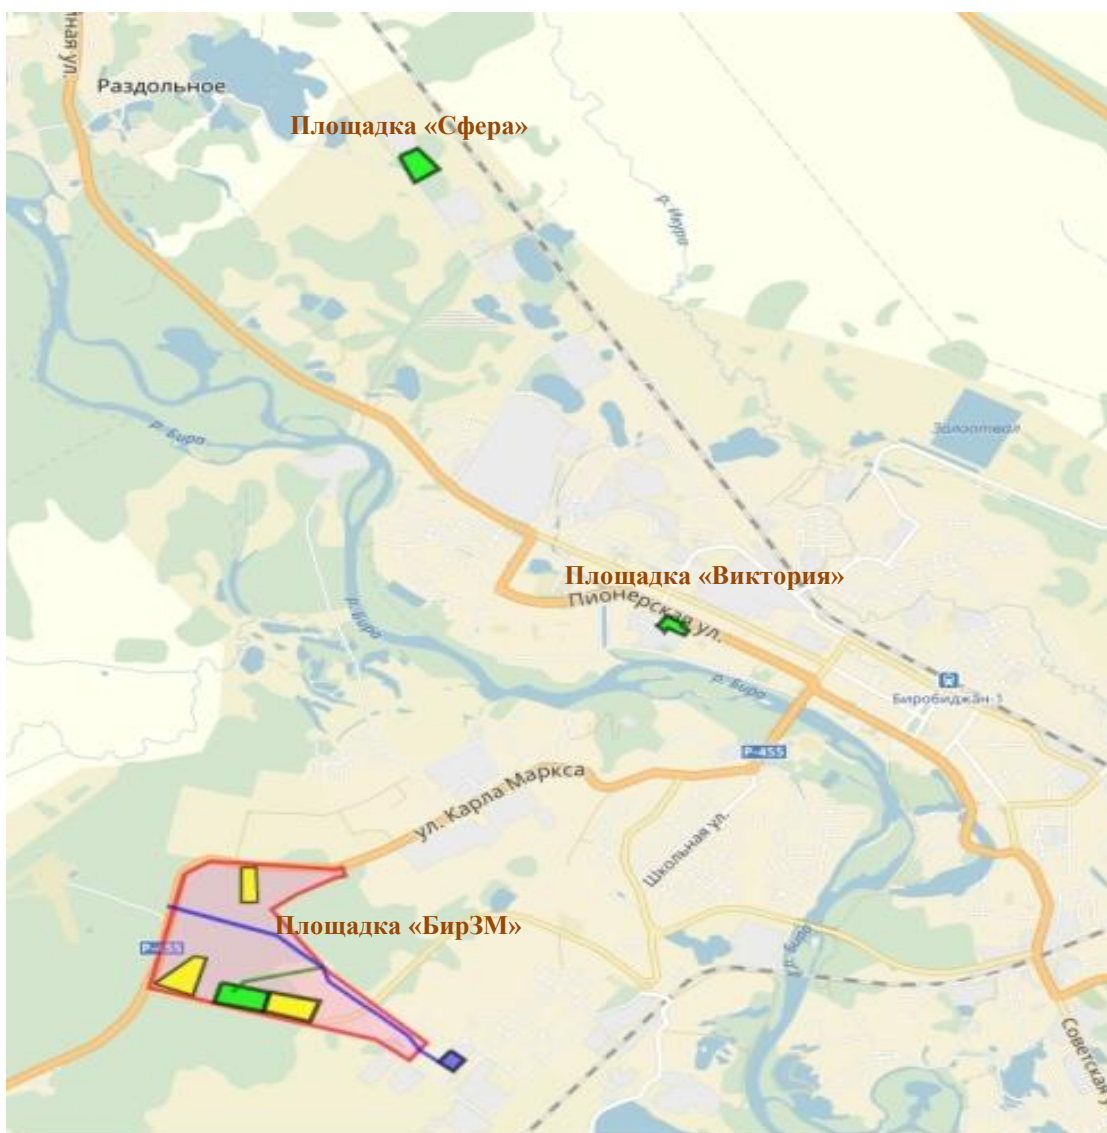 ная ул.
Раздольное
Площадка «Сфера»
р. Икура
р. Бира
Золоотвал
Площадка «Виктория»
Пионерская ул.
р. Бира
р. Бира
Биробиджан-1
Р-455
ул. Карла Маркса
Школьная ул.
Площадка «БирЗМ»
Р-455
р. Бира
Советская у